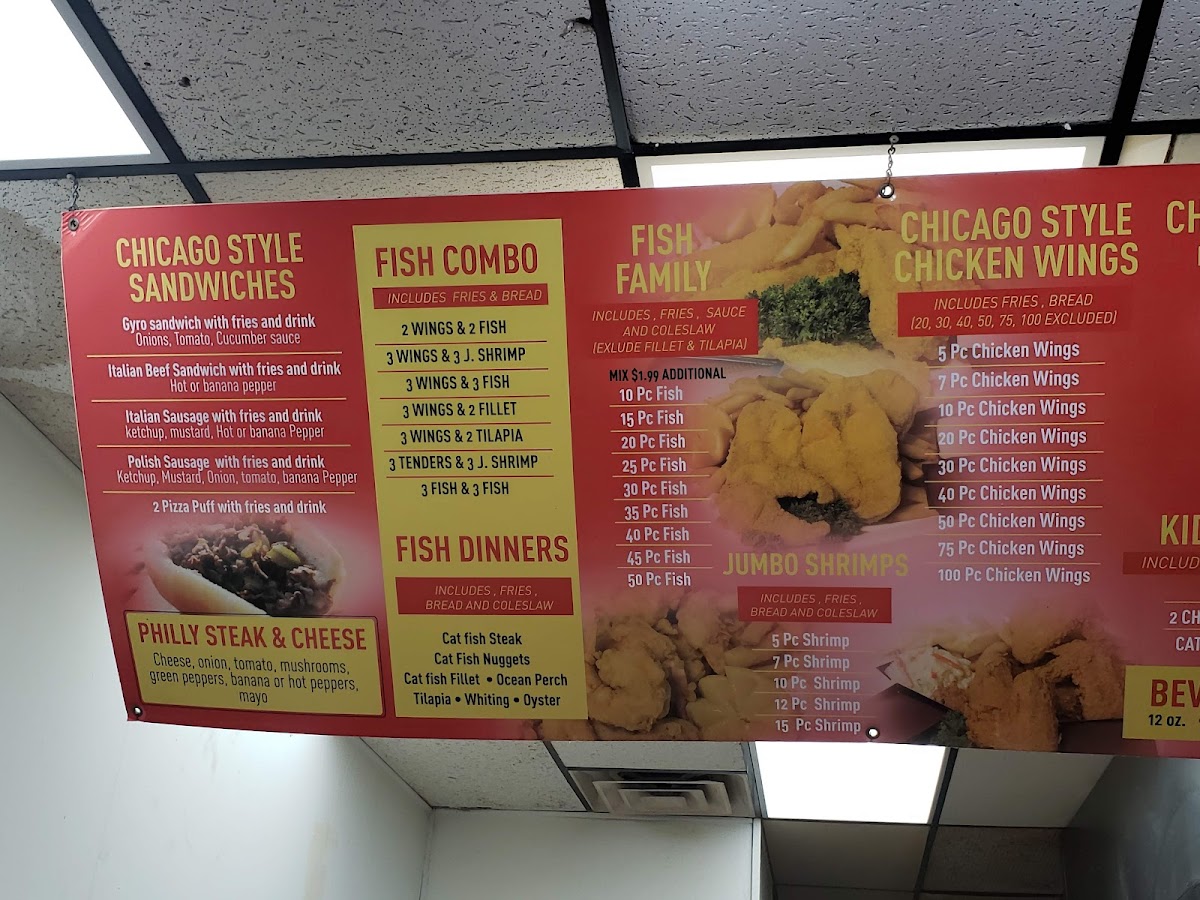 CHICAGO STYLE
SANDWICHES
Gyro sandwich with fries and drink
Onions, Tomato, Cucumber sauce
Italian Beef Sandwich with fries and drink
Hot or banana pepper
Italian Sausage with fries and drink
ketchup, mustard, Hot or banana Pepper
Polish Sausage with fries and drink
Ketchup, Mustard, Onion, tomato, banana Pepper
2 Pizza Puff with fries and drink
PHILLY STEAK & CHEESE
Cheese, onion, tomato, mushrooms,
green peppers, banana or hot peppers,
mayo
FISH COMBO
INCLUDES FRIES & BREAD
2 WINGS & 2 FISH
3 WINGS & 3 J. SHRIMP
3 WINGS & 3 FISH
3 WINGS & 2 FILLET
3 WINGS & 2 TILAPIA
3 TENDERS & 3 J. SHRIMP
3 FISH & 3 FISH
FISH DINNERS
INCLUDES , FRIES ,
BREAD AND COLESLAW
Cat fish Steak
Cat Fish Nuggets
Cat fish Fillet • Ocean Perch
Tilapia • Whiting • Oyster
FISH
FAMILY
INCLUDES , FRIES , SAUCE
AND COLESLAW
(EXLUDE FILLET & TILAPIA)
MIX $1.99 ADDITIONAL
10 Pc Fish
15 Pc Fish
20 Pc Fish
25 Pc Fish
30 Pc Fish
35 Pc Fish
40 Pc Fish
45 Pc Fish
50 Pc Fish
JUMBO SHRIMPS
INCLUDES , FRIES ,
BREAD AND COLESLAW
5 Pc Shrimp
7 Pc Shrimp
10 Pc Shrimp
12 Pc Shrimp
15 Pc Shrimp
CHICAGO STYLE
CHICKEN WINGS
INCLUDES FRIES , BREAD
(20, 30, 40, 50, 75, 100 EXCLUDED)
5 Pc Chicken Wings
7 Pc Chicken Wings
10 Pc Chicken Wings
20 Pc Chicken Wings
30 Pc Chicken Wings
40 Pc Chicken Wings
50 Pc Chicken Wings
75 Pc Chicken Wings
100 Pc Chicken Wings
CH
KID
INCLUD
2 CH
CAT
BEV
12 oz.